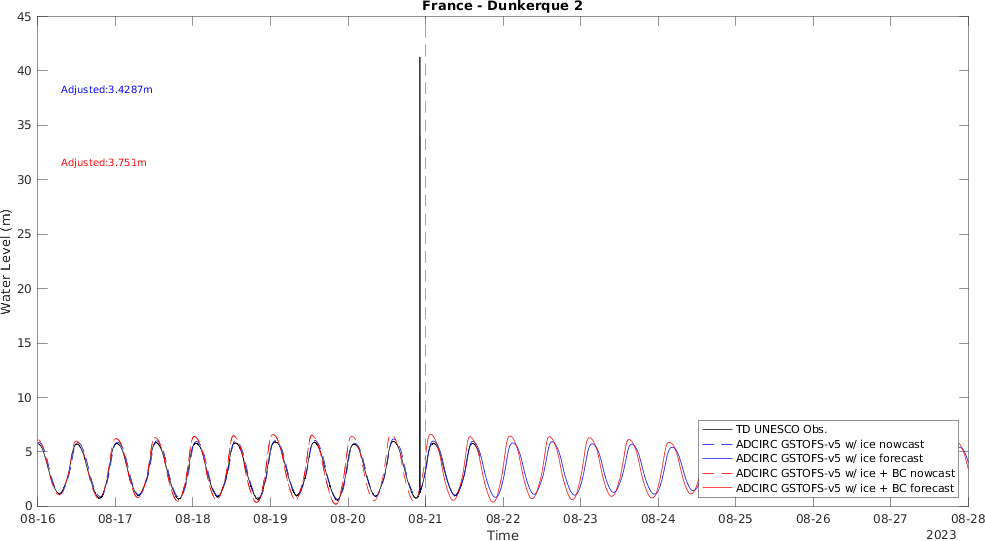 France - Dunkerque 2
45
40
35
30
25
20
15
10
5
0
Water Level (m)
Adjusted:3.4287m
Adjusted:3.751m
TD UNESCO Obs.
ADCIRC GSTOFS-v5 w/ ice nowcast
ADCIRC GSTOFS-v5 w/ ice forecast
ADCIRC GSTOFS-v5 w/ ice + BC nowcast
ADCIRC GSTOFS-v5 w/ ice + BC forecast
08-16 08-17 08-18 08-19 08-20 08-21 08-22 08-23 08-24 08-25 08-26 08-27 08-28
Time
2023